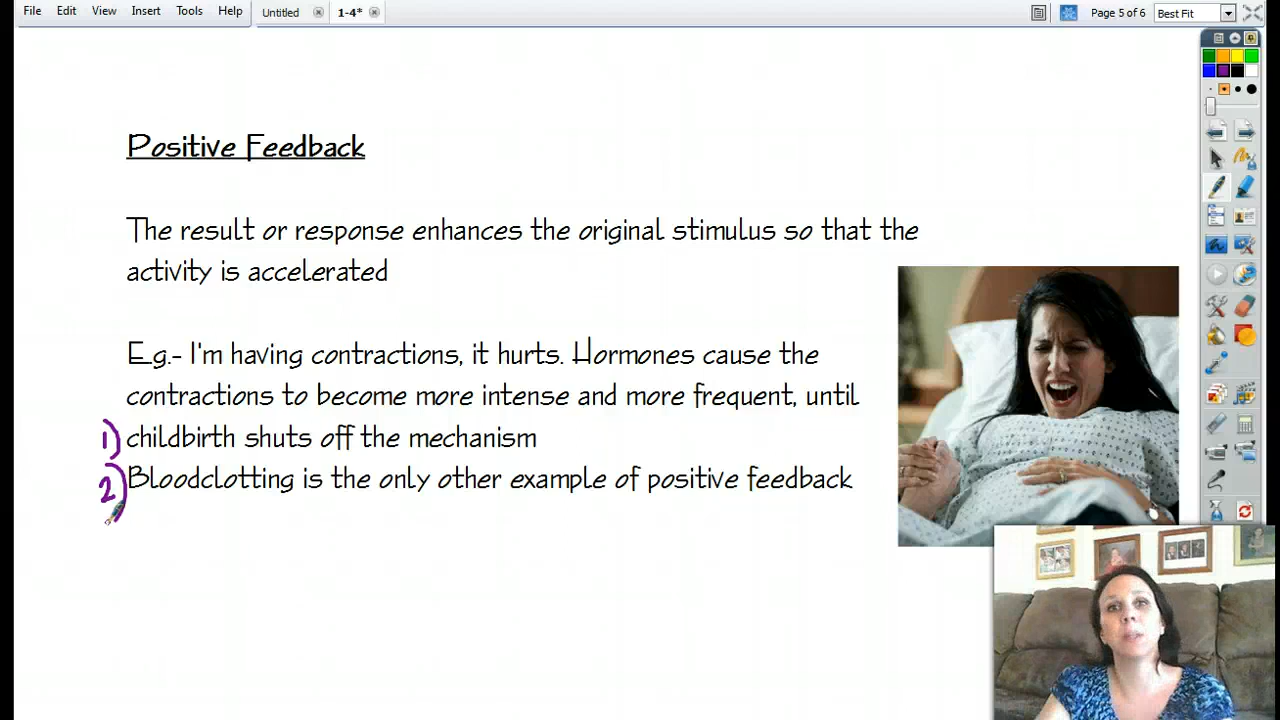 File Edit View Insert Tools Help Untitled 1-4* Page 5 of 6 Best Fit
Positive Feedback
The result or response enhances the original stimulus so that the
activity is accelerated
E.g.- I'm having contractions, it hurts. Hormones cause the
contractions to become more intense and more frequent, until
1) childbirth shuts off the mechanism
2) Bloodclotting is the only other example of positive feedback